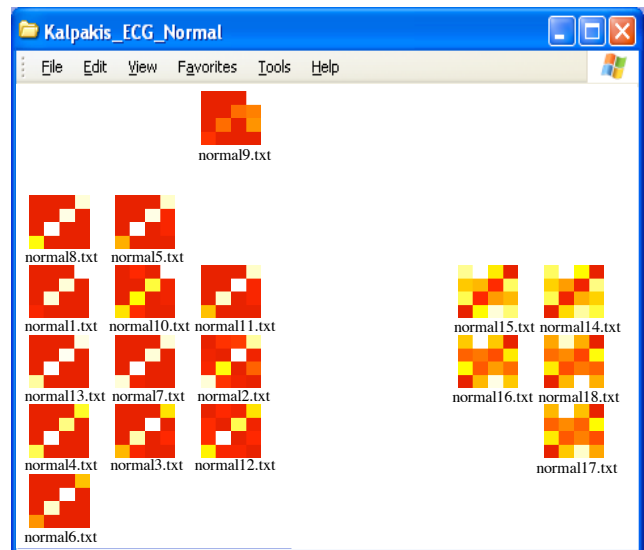 Kalpakis_ECG_Normal
File Edit View Favorites Tools Help
normal9.txt
normal8.txt normal5.txt
normal1.txt normal10.txt normal11.txt normal15.txt normal14.txt
normal13.txt normal7.txt normal2.txt normal16.txt normal18.txt
normal4.txt normal3.txt normal12.txt normal17.txt
normal6.txt